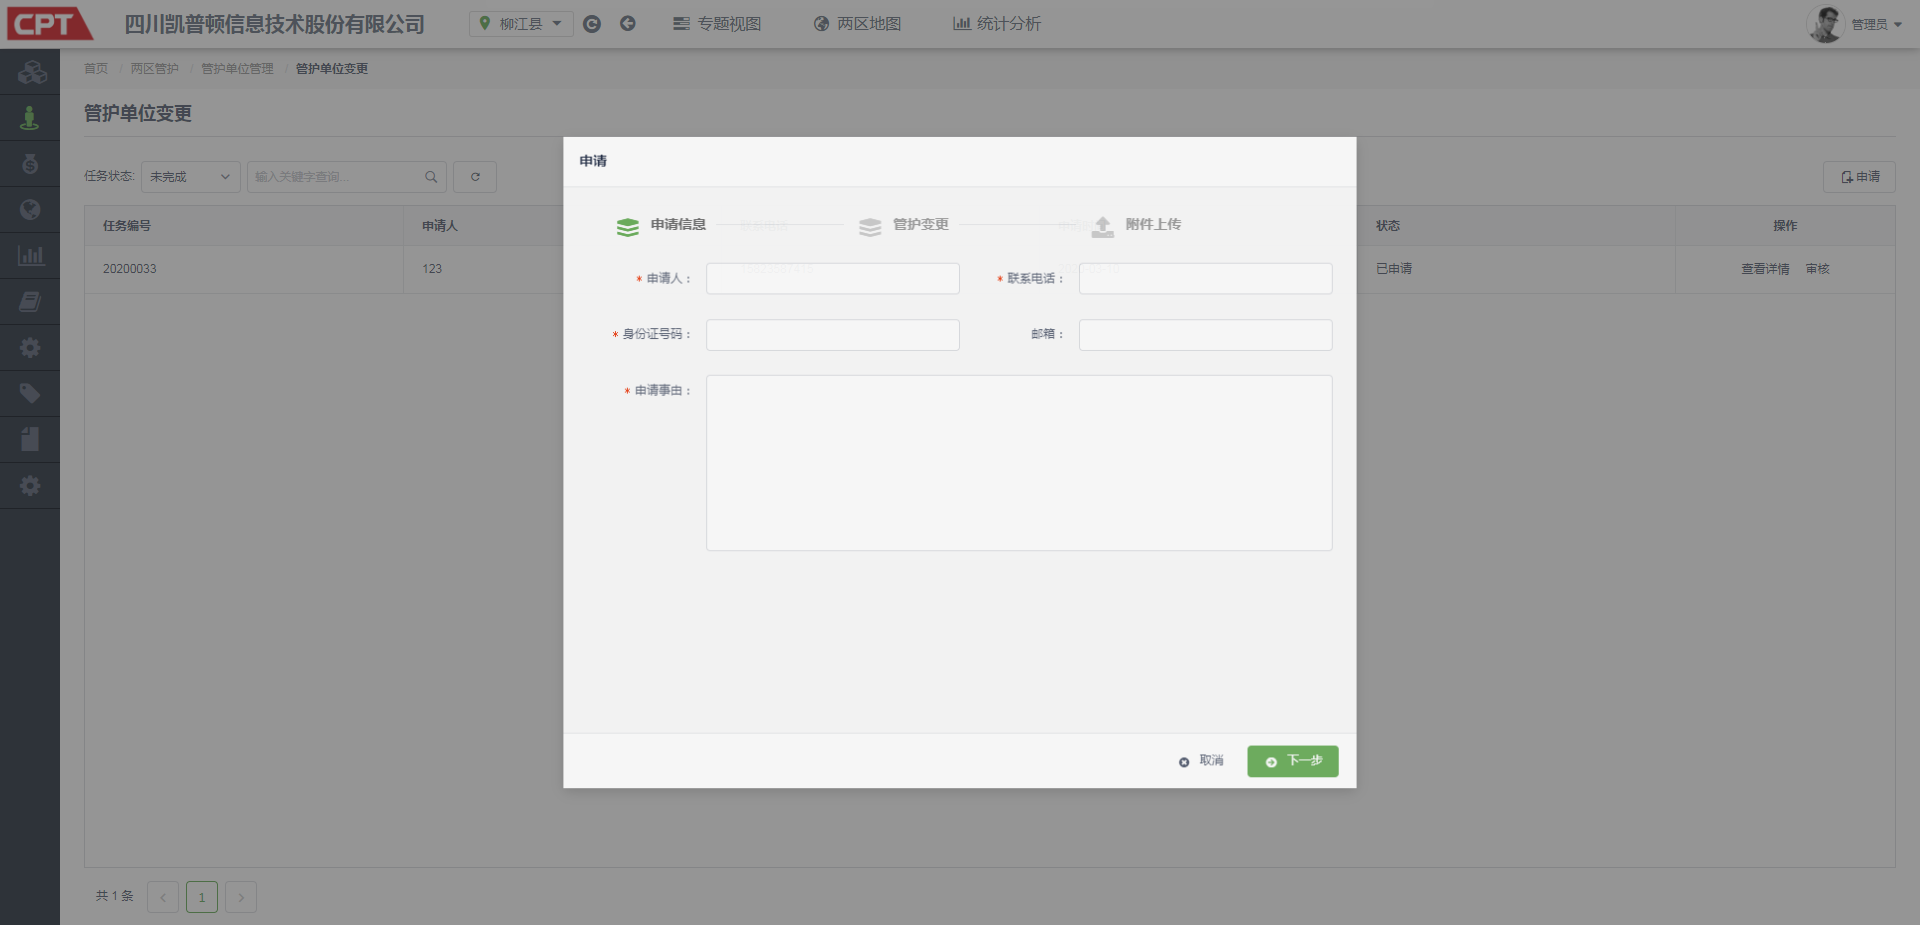 CPT 四川凯普顿信息技术股份有限公司 柳江县 专题视图 两区地图 统计分析 管理员
首页 / 两区管护 / 管护单位管理 / 管护单位变更
管护单位变更
任务状态: 未完成 输入关键字查询... 申请
任务编号 申请人 状态 操作
20200033 123 已申请 查看详情 审核
申请
申请信息 管护变更 附件上传
* 申请人： * 联系电话：
* 身份证号码： 邮箱：
* 申请事由：
取消 下一步
共 1 条 < 1 >